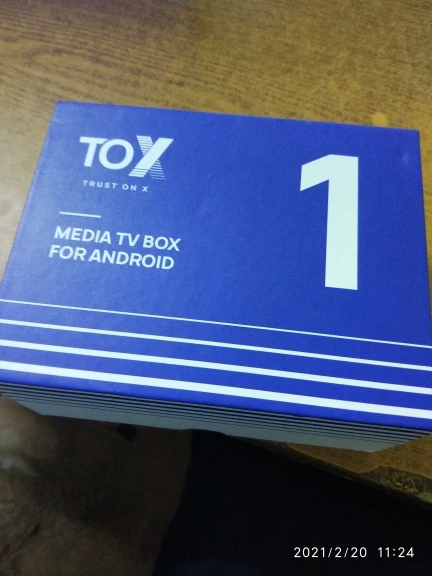 TOX
TRUST ON X
1
MEDIA TV BOX
FOR ANDROID
2021/2/20 11:24